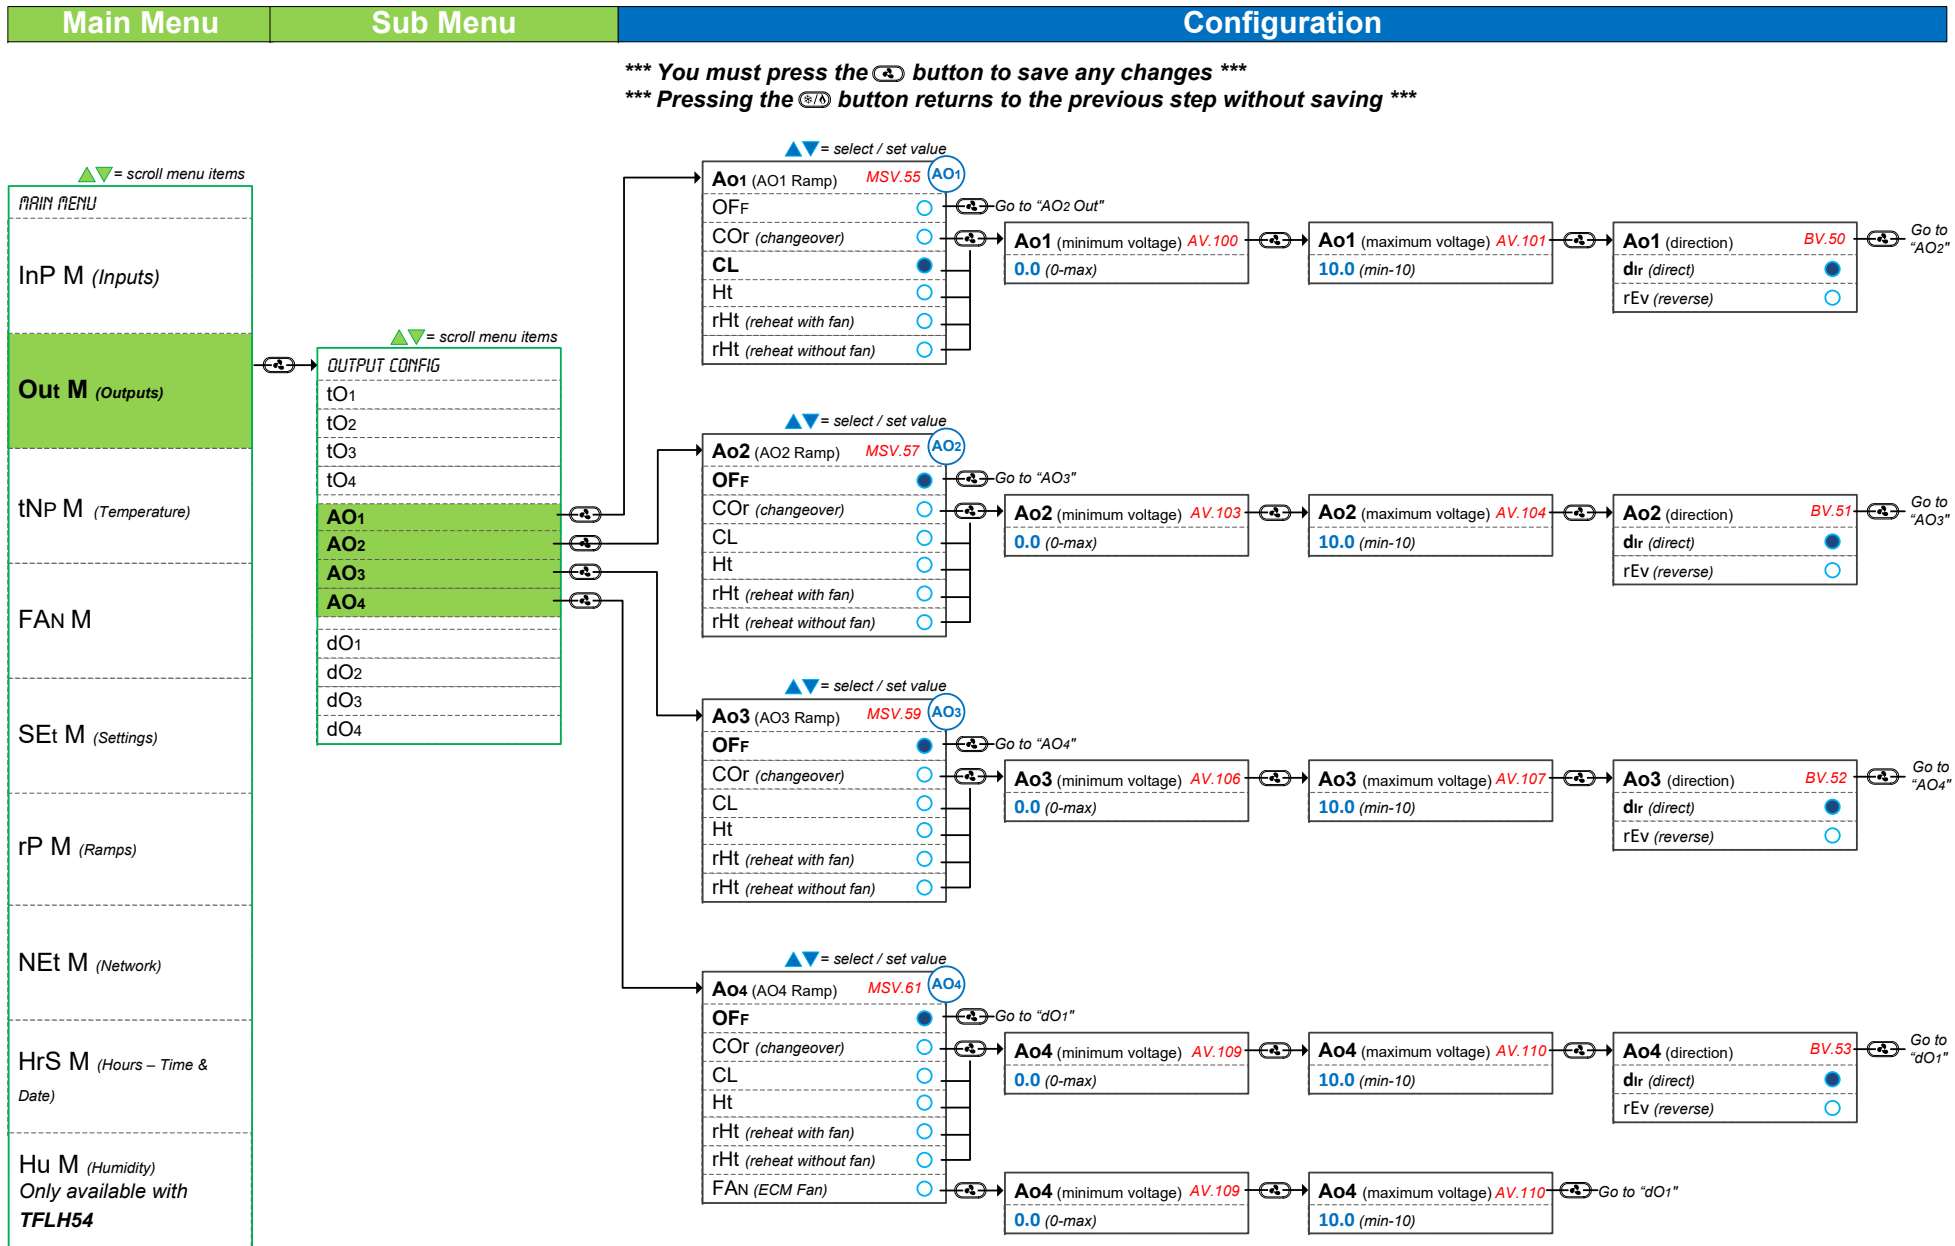 Main Menu
Sub Menu
Configuration
*** You must press the button to save any changes ***
*** Pressing the button returns to the previous step without saving ***
= scroll menu items
MAIN MENU
InP M (Inputs)
Out M (Outputs)
tNP M (Temperature)
FAN M
SEt M (Settings)
rP M (Ramps)
NEt M (Network)
HrS M (Hours – Time &
Date)
Hu M (Humidity)
Only available with
TFLH54
= scroll menu items
OUTPUT CONFIG
tO1
tO2
tO3
tO4
AO1
AO2
AO3
AO4
dO1
dO2
dO3
dO4
= select / set value
Ao1 (AO1 Ramp) MSV.55 AO1
OFF
Go to "AO2 Out"
COr (changeover)
CL
Ht
rHt (reheat with fan)
rHt (reheat without fan)
Ao1 (minimum voltage) AV.100
0.0 (0-max)
Ao1 (maximum voltage) AV.101
10.0 (min-10)
Ao1 (direction) BV.50
dIr (direct)
rEv (reverse)
Go to
"AO2"
= select / set value
Ao2 (AO2 Ramp) MSV.57 AO2
OFF
Go to "AO3"
COr (changeover)
CL
Ht
rHt (reheat with fan)
rHt (reheat without fan)
Ao2 (minimum voltage) AV.103
0.0 (0-max)
Ao2 (maximum voltage) AV.104
10.0 (min-10)
Ao2 (direction) BV.51
dIr (direct)
rEv (reverse)
Go to
"AO3"
= select / set value
Ao3 (AO3 Ramp) MSV.59 AO3
OFF
Go to "AO4"
COr (changeover)
CL
Ht
rHt (reheat with fan)
rHt (reheat without fan)
Ao3 (minimum voltage) AV.106
0.0 (0-max)
Ao3 (maximum voltage) AV.107
10.0 (min-10)
Ao3 (direction) BV.52
dIr (direct)
rEv (reverse)
Go to
"AO4"
= select / set value
Ao4 (AO4 Ramp) MSV.61 AO4
OFF
Go to "dO1"
COr (changeover)
CL
Ht
rHt (reheat with fan)
rHt (reheat without fan)
FAN (ECM Fan)
Ao4 (minimum voltage) AV.109
0.0 (0-max)
Ao4 (maximum voltage) AV.110
10.0 (min-10)
Ao4 (direction) BV.53
dIr (direct)
rEv (reverse)
Go to
"dO1"
Ao4 (minimum voltage) AV.109
0.0 (0-max)
Ao4 (maximum voltage) AV.110
10.0 (min-10)
Go to "dO1"